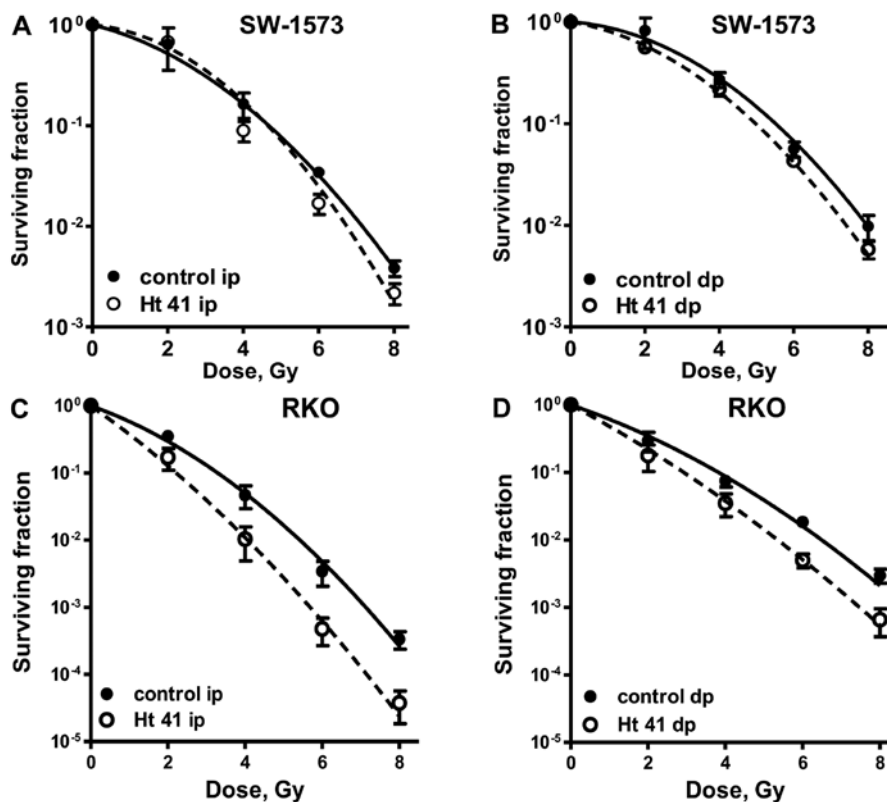 A SW-1573
Surviving fraction
10^0
10^-1
10^-2
10^-3
control ip
Ht 41 ip
0 2 4 6 8
Dose, Gy
B SW-1573
Surviving fraction
10^0
10^-1
10^-2
10^-3
control dp
Ht 41 dp
0 2 4 6 8
Dose, Gy
C RKO
Surviving fraction
10^0
10^-1
10^-2
10^-3
10^-4
10^-5
control ip
Ht 41 ip
0 2 4 6 8
Dose, Gy
D RKO
Surviving fraction
10^0
10^-1
10^-2
10^-3
10^-4
10^-5
control dp
Ht 41 dp
0 2 4 6 8
Dose, Gy